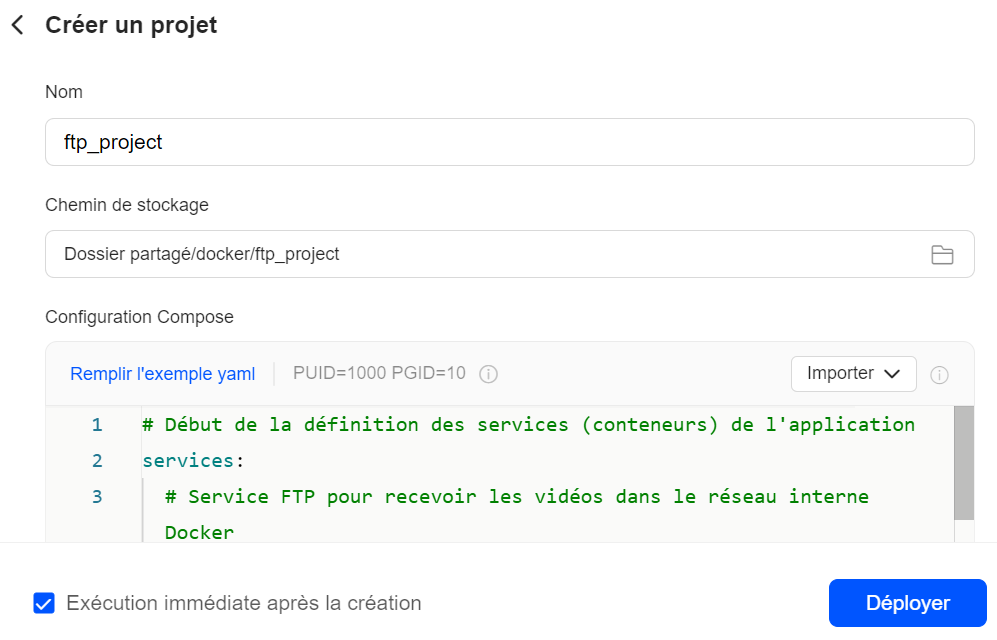 Créer un projet
Nom
ftp_project
Chemin de stockage
Dossier partagé/docker/ftp_project
Configuration Compose
Remplir l'exemple yaml PUID=1000 PGID=10 Importer
1 # Début de la définition des services (conteneurs) de l'application
2 services:
3 # Service FTP pour recevoir les vidéos dans le réseau interne
Docker
Exécution immédiate après la création
Déployer